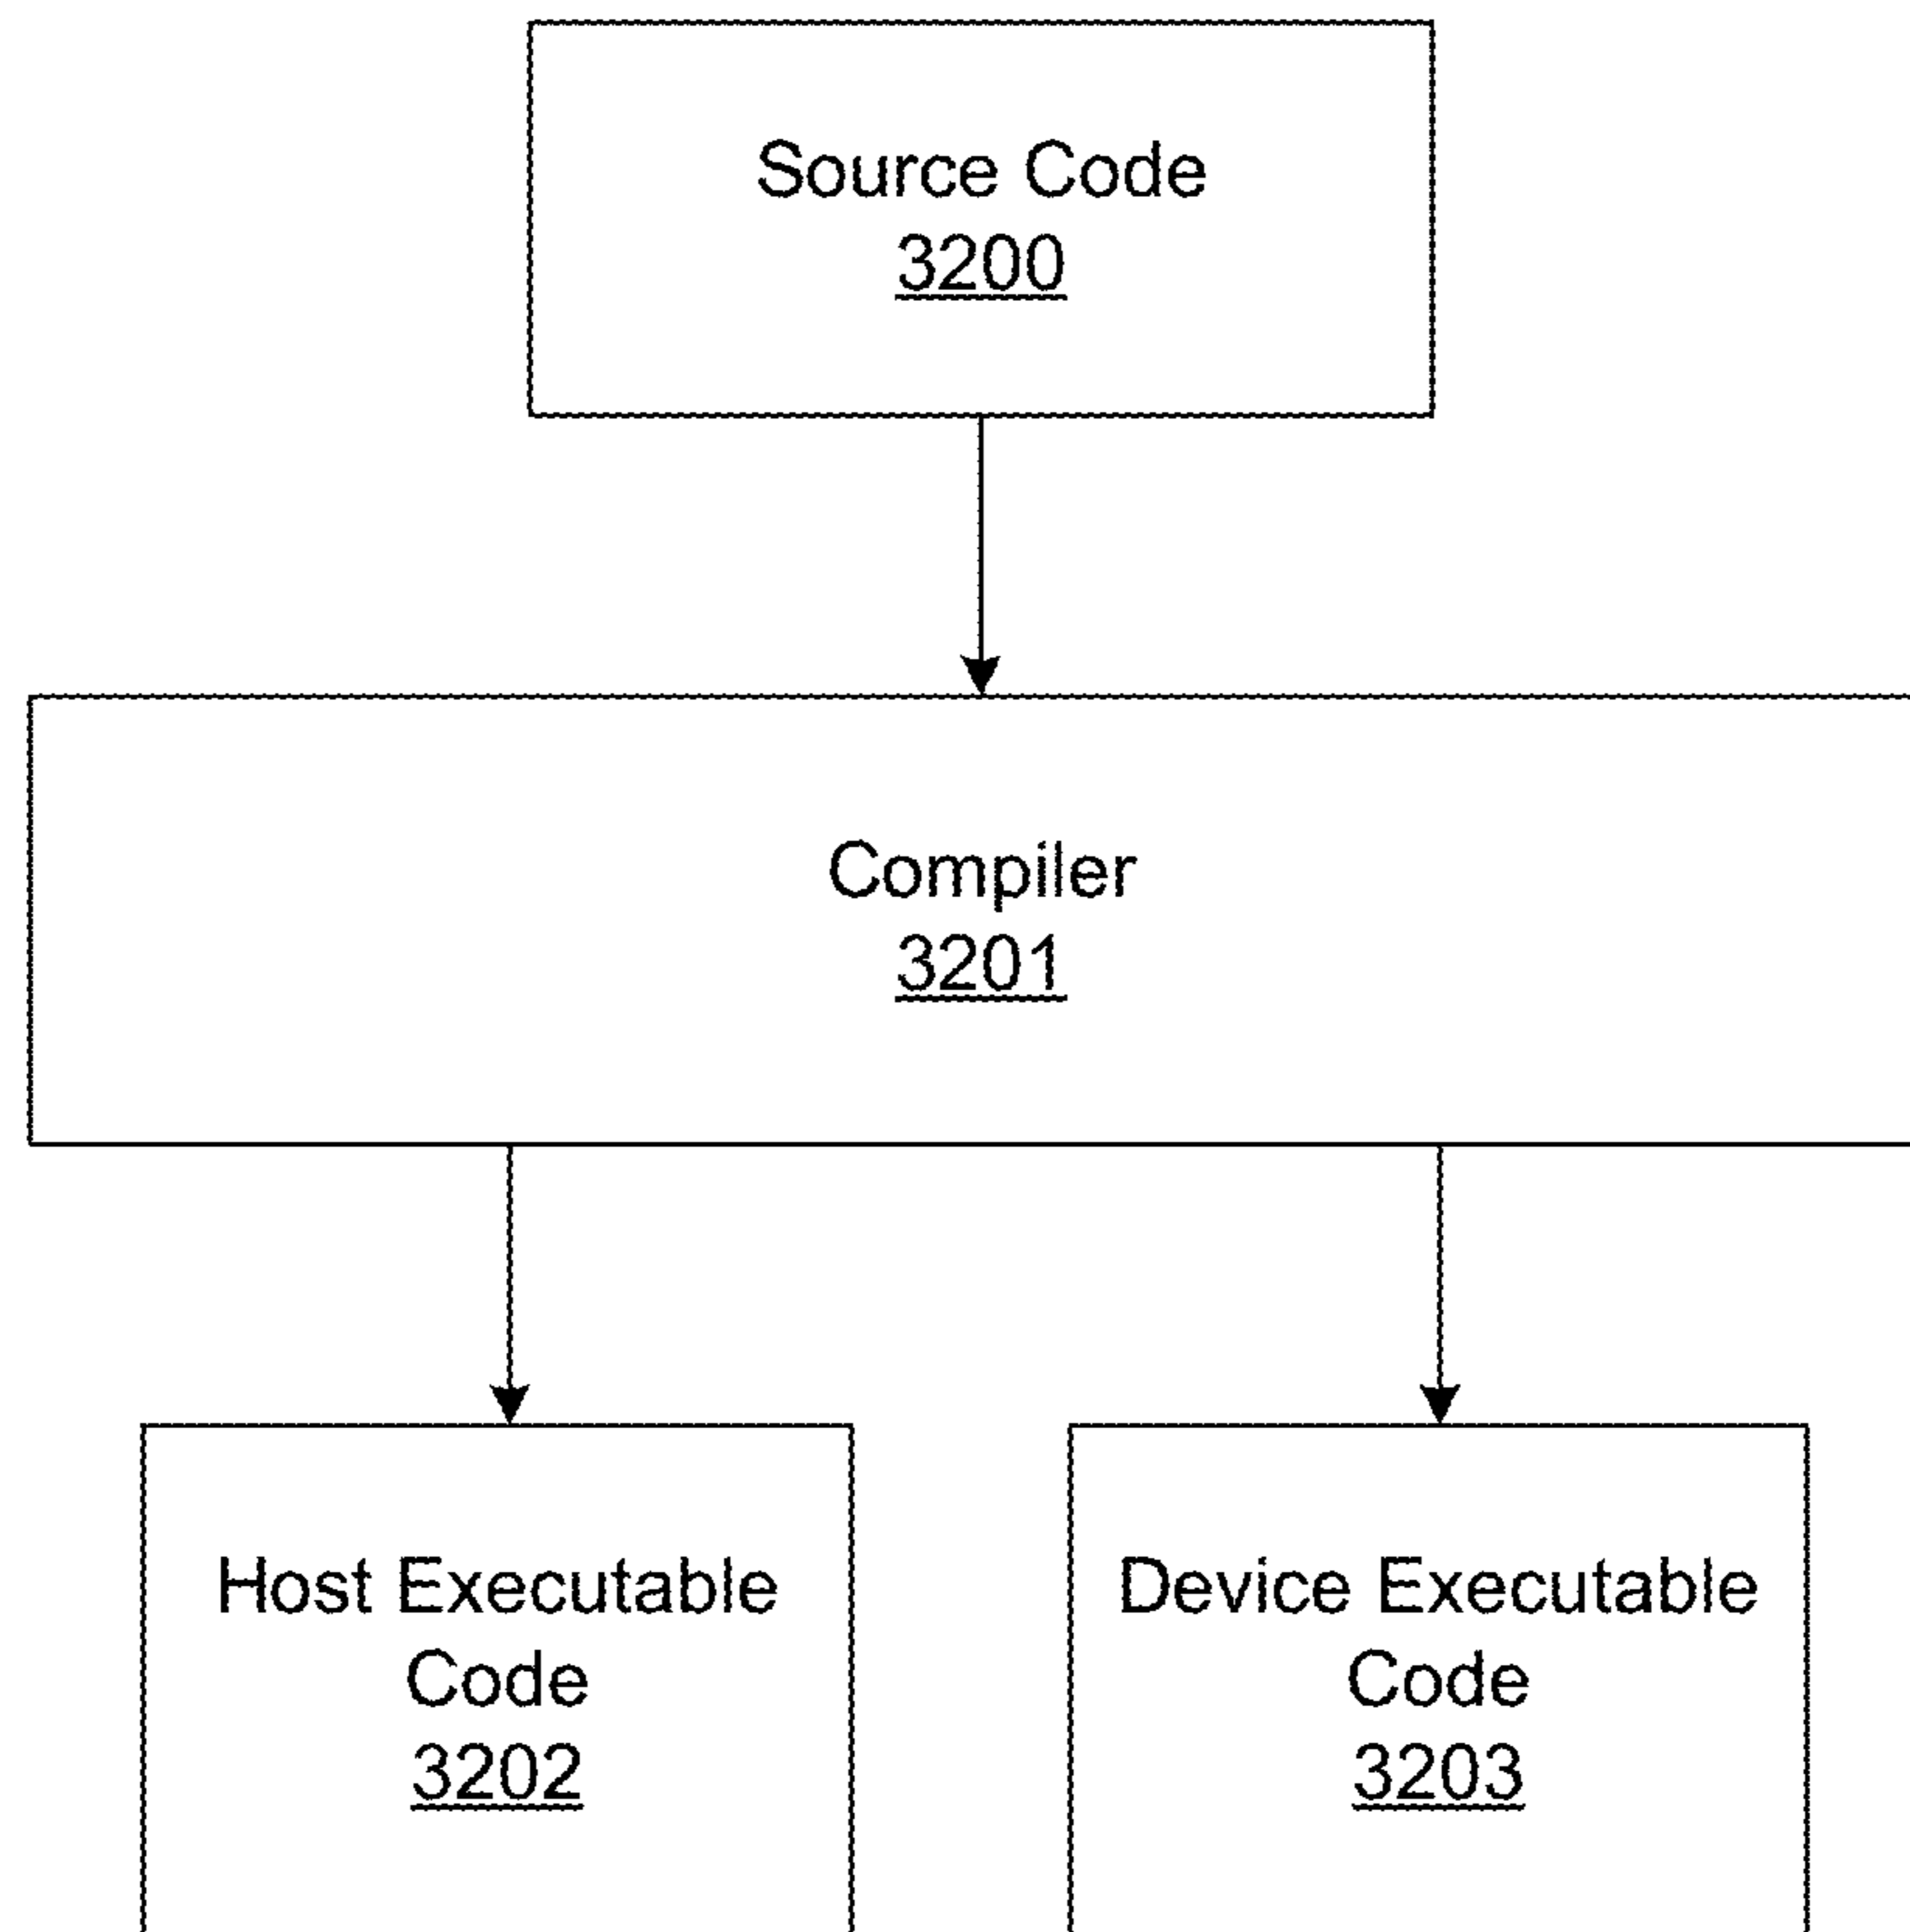 Source Code
3200
Compiler
3201
Host Executable
Code
3202
Device Executable
Code
3203